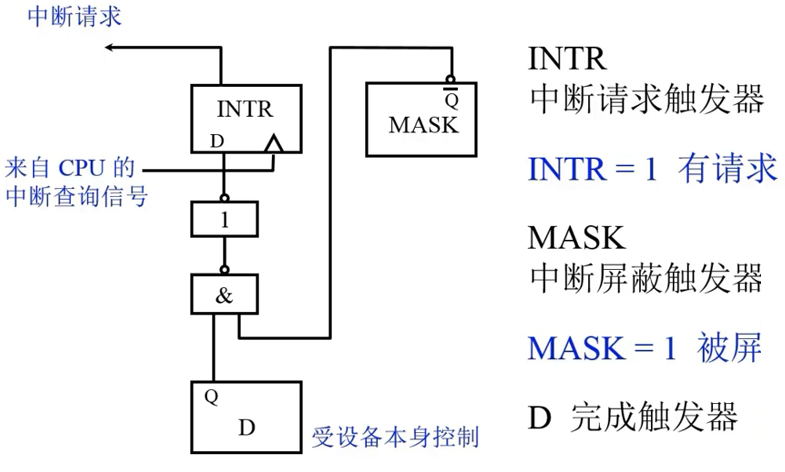 中断请求
INTR
D
来自 CPU 的
中断查询信号
1
&
Q
D
受设备本身控制
Q̅
MASK
INTR
中断请求触发器
INTR = 1 有请求
MASK
中断屏蔽触发器
MASK = 1 被屏
D 完成触发器